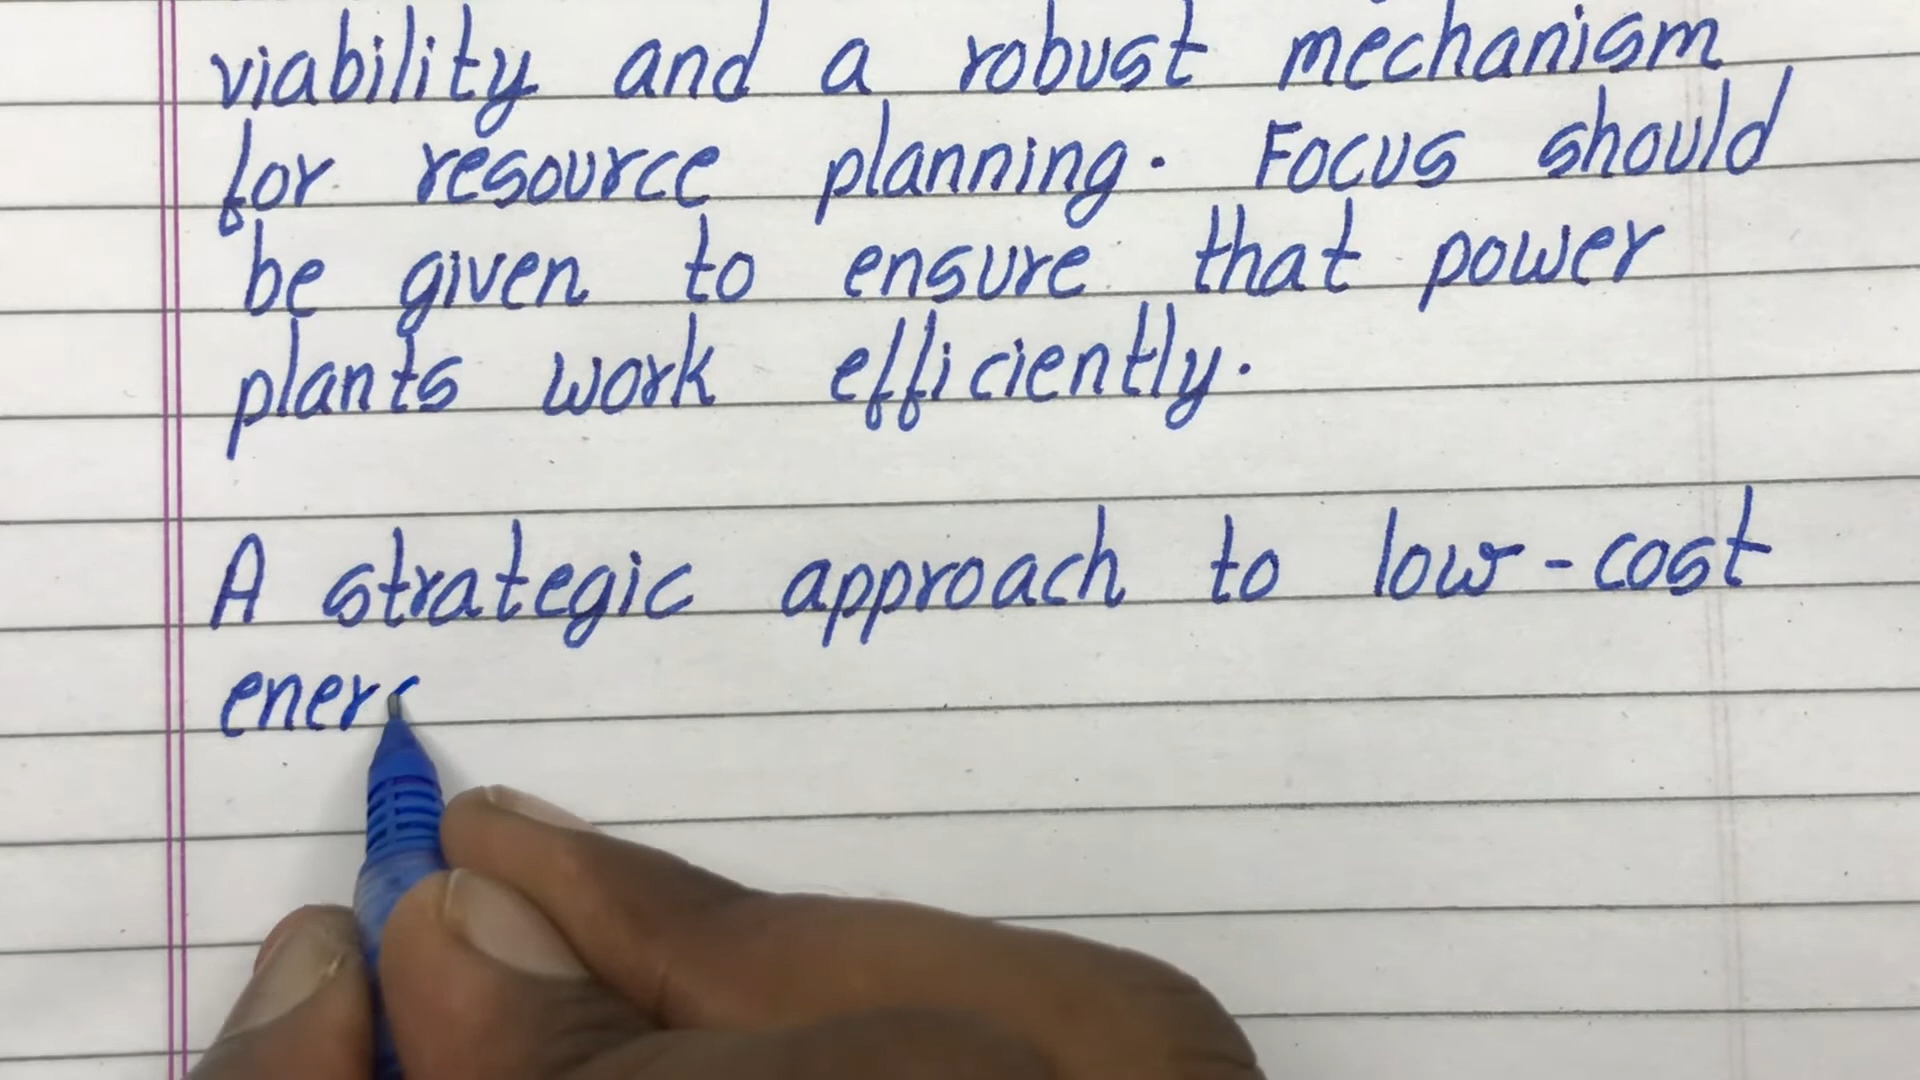 viability and a robust mechanism
for resource planning. Focus should
be given to ensure that power
plants work efficiently.
A strategic approach to low-cost
ener